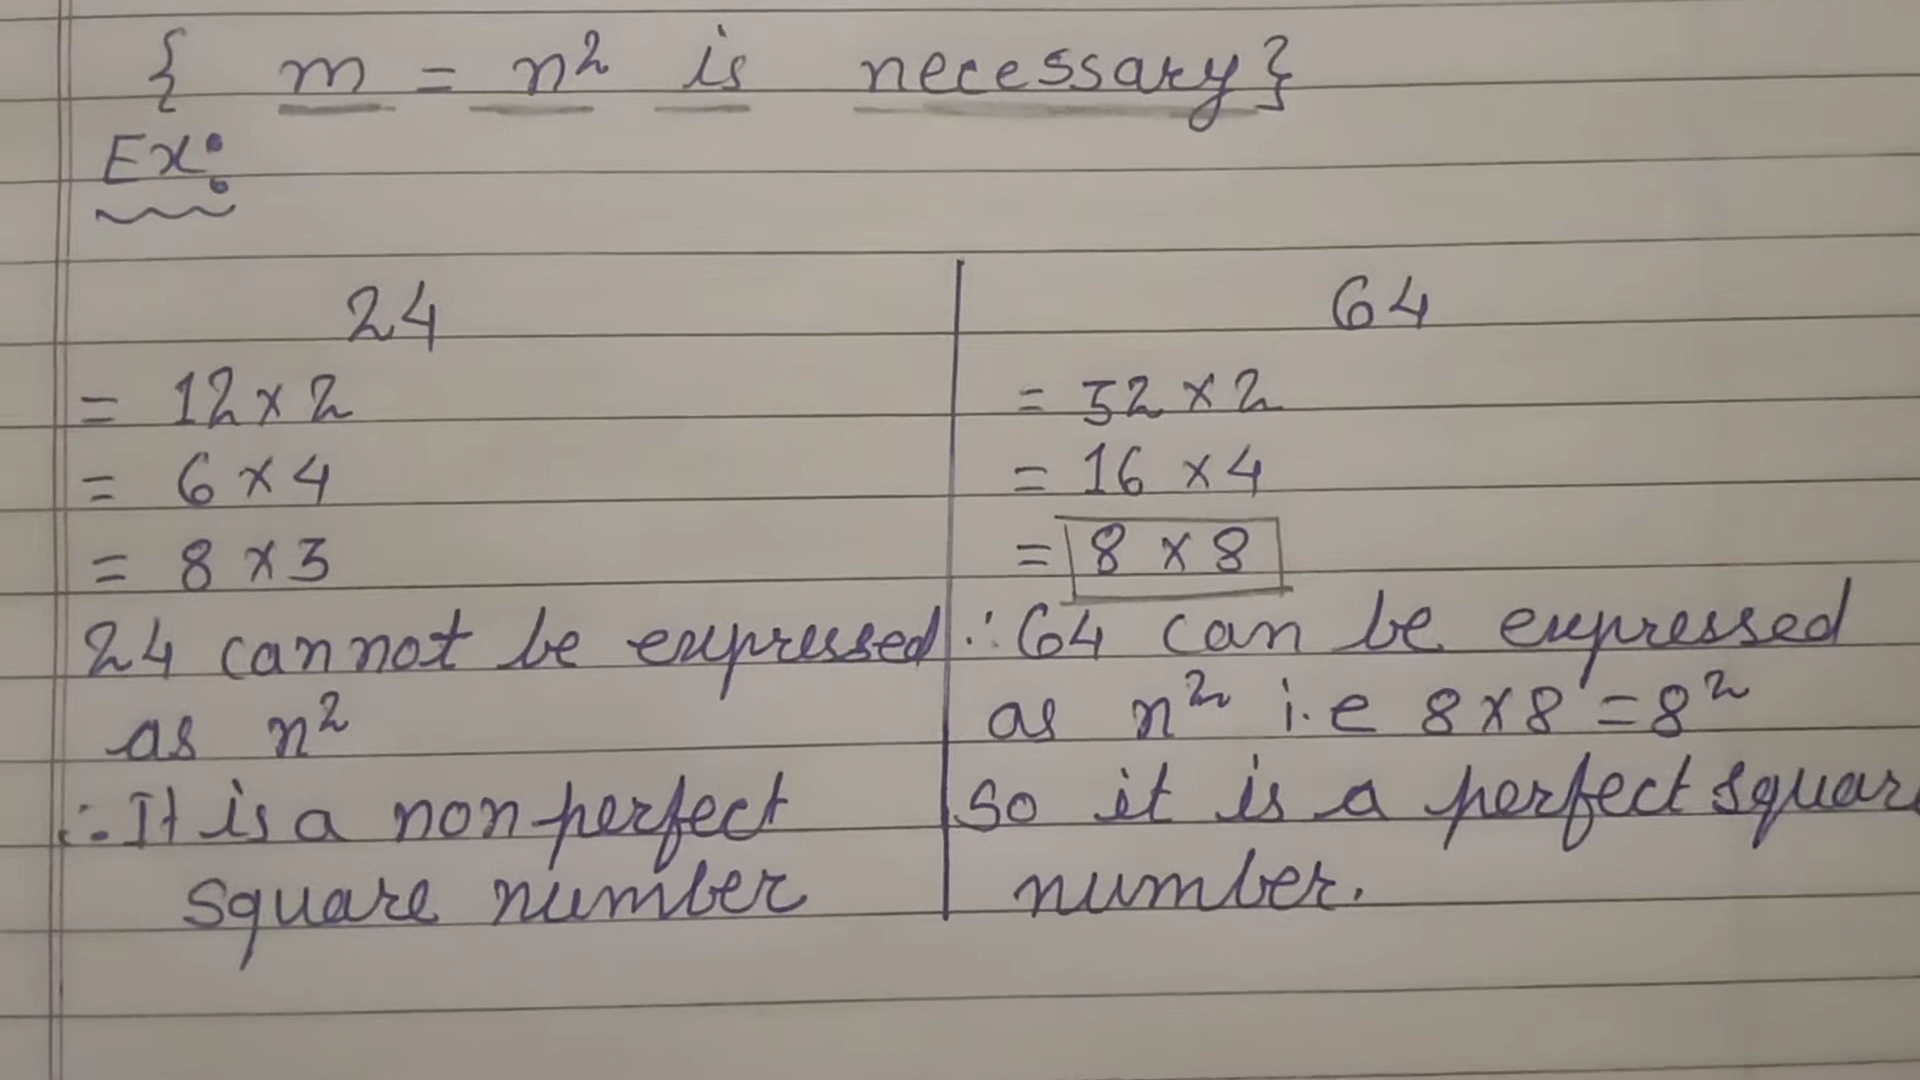 { m = n² is necessary}
Ex:
24
= 12 × 2
= 6 × 4
= 8 × 3
24 cannot be expressed
as n²
∴ It is a non perfect
square number
64
= 32 × 2
= 16 × 4
= 8 × 8
∴ 64 can be expressed
as n² i.e 8 × 8 = 8²
So it is a perfect squar
number.